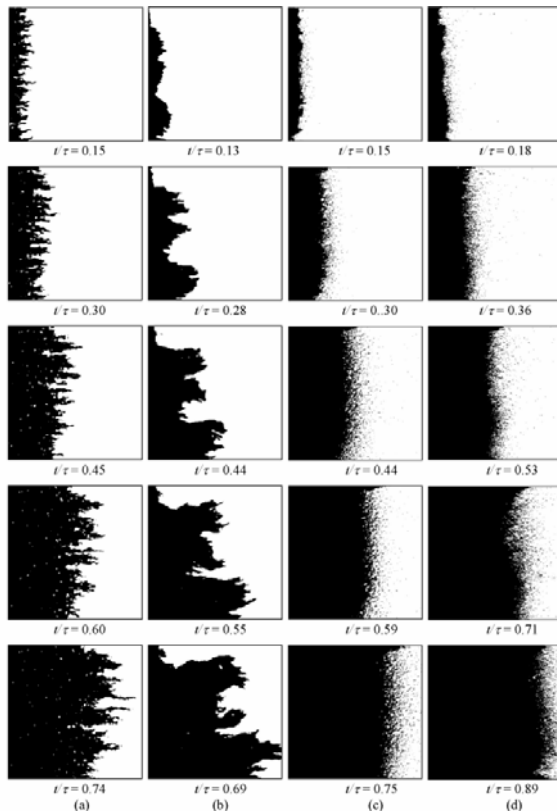 t/τ = 0.15 t/τ = 0.13 t/τ = 0.15 t/τ = 0.18
t/τ = 0.30 t/τ = 0.28 t/τ = 0..30 t/τ = 0.36
t/τ = 0.45 t/τ = 0.44 t/τ = 0.44 t/τ = 0.53
t/τ = 0.60 t/τ = 0.55 t/τ = 0.59 t/τ = 0.71
t/τ = 0.74 t/τ = 0.69 t/τ = 0.75 t/τ = 0.89
(a) (b) (c) (d)